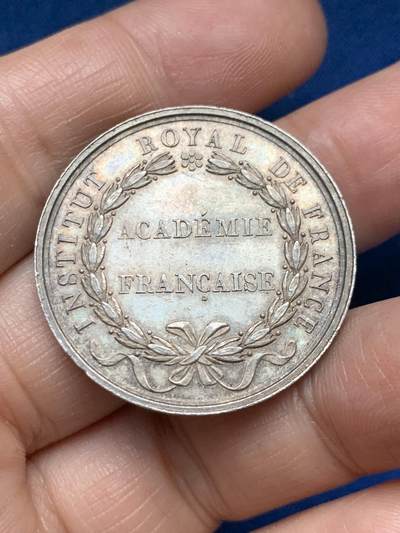 INSTITUT ROYAL DE FRANCE
ACADÉMIE
FRANÇAISE